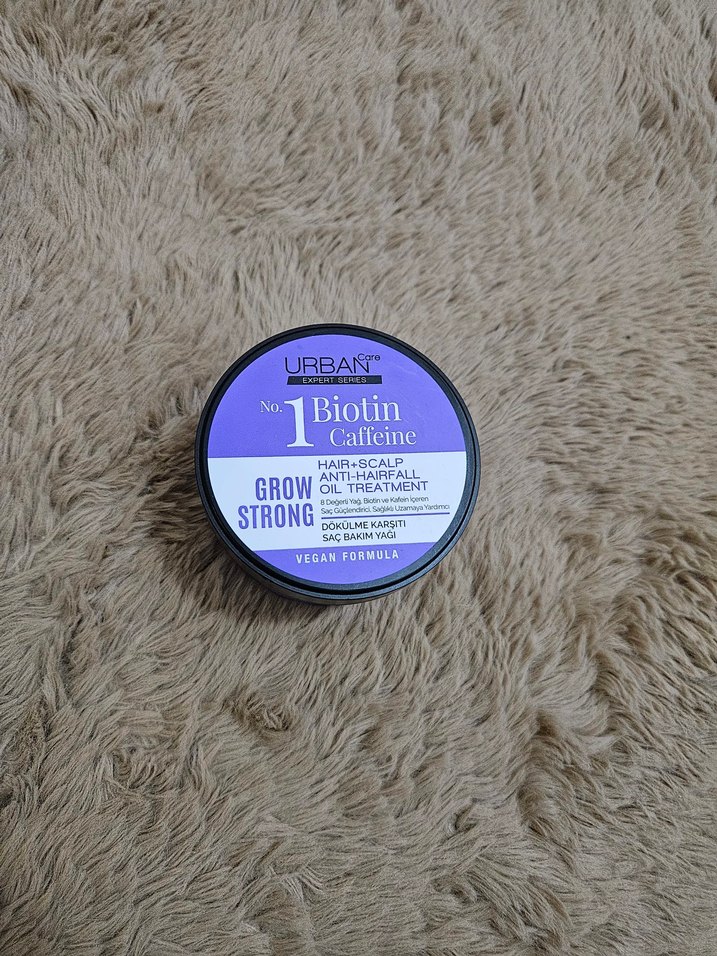 URBAN Care
EXPERT SERIES
No. 1 Biotin
Caffeine
GROW
STRONG
HAIR+SCALP
ANTI-HAIRFALL
OIL TREATMENT
8 Değerli Yağ, Biotin ve Kafein İçeren
Saç Güçlendirici, Sağlıklı Uzamaya Yardımcı
DÖKÜLME KARŞITI
SAÇ BAKIM YAĞI
VEGAN FORMULA